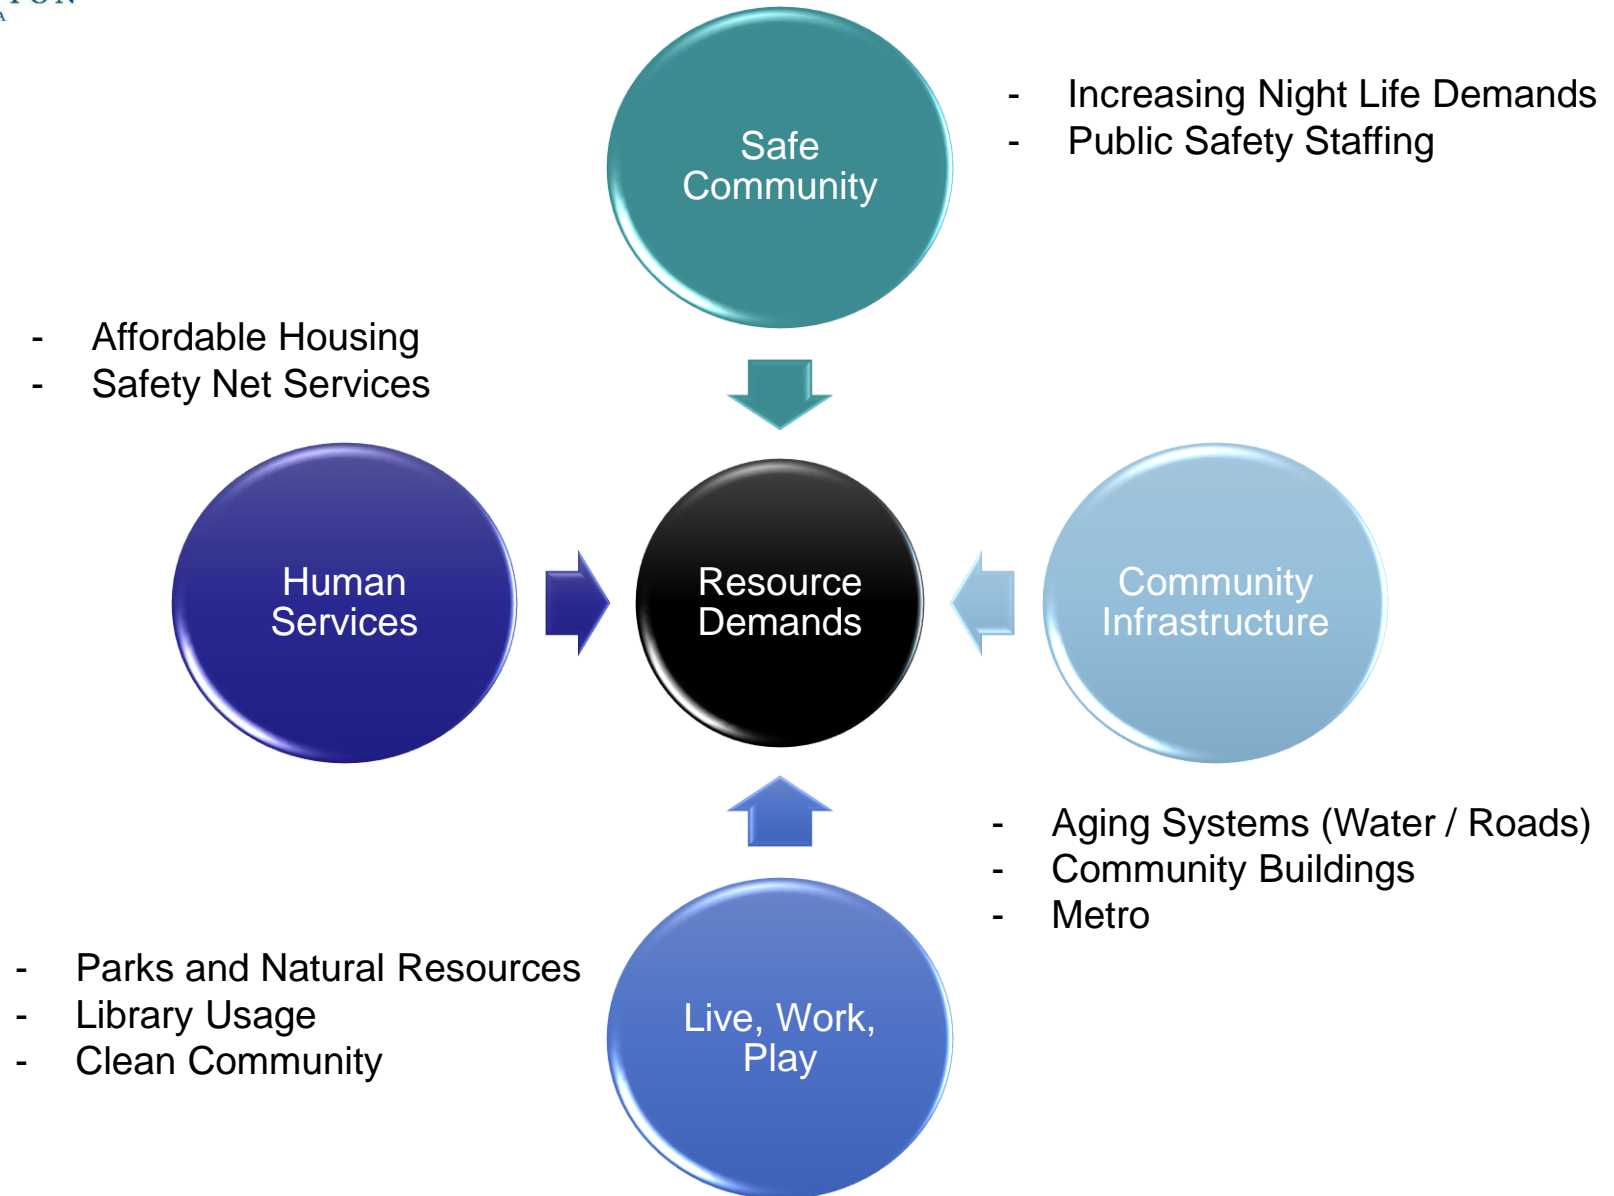 Safe
Community
- Increasing Night Life Demands
- Public Safety Staffing
- Affordable Housing
- Safety Net Services
Human
Services
Resource
Demands
Community
Infrastructure
- Aging Systems (Water / Roads)
- Community Buildings
- Metro
- Parks and Natural Resources
- Library Usage
- Clean Community
Live, Work,
Play